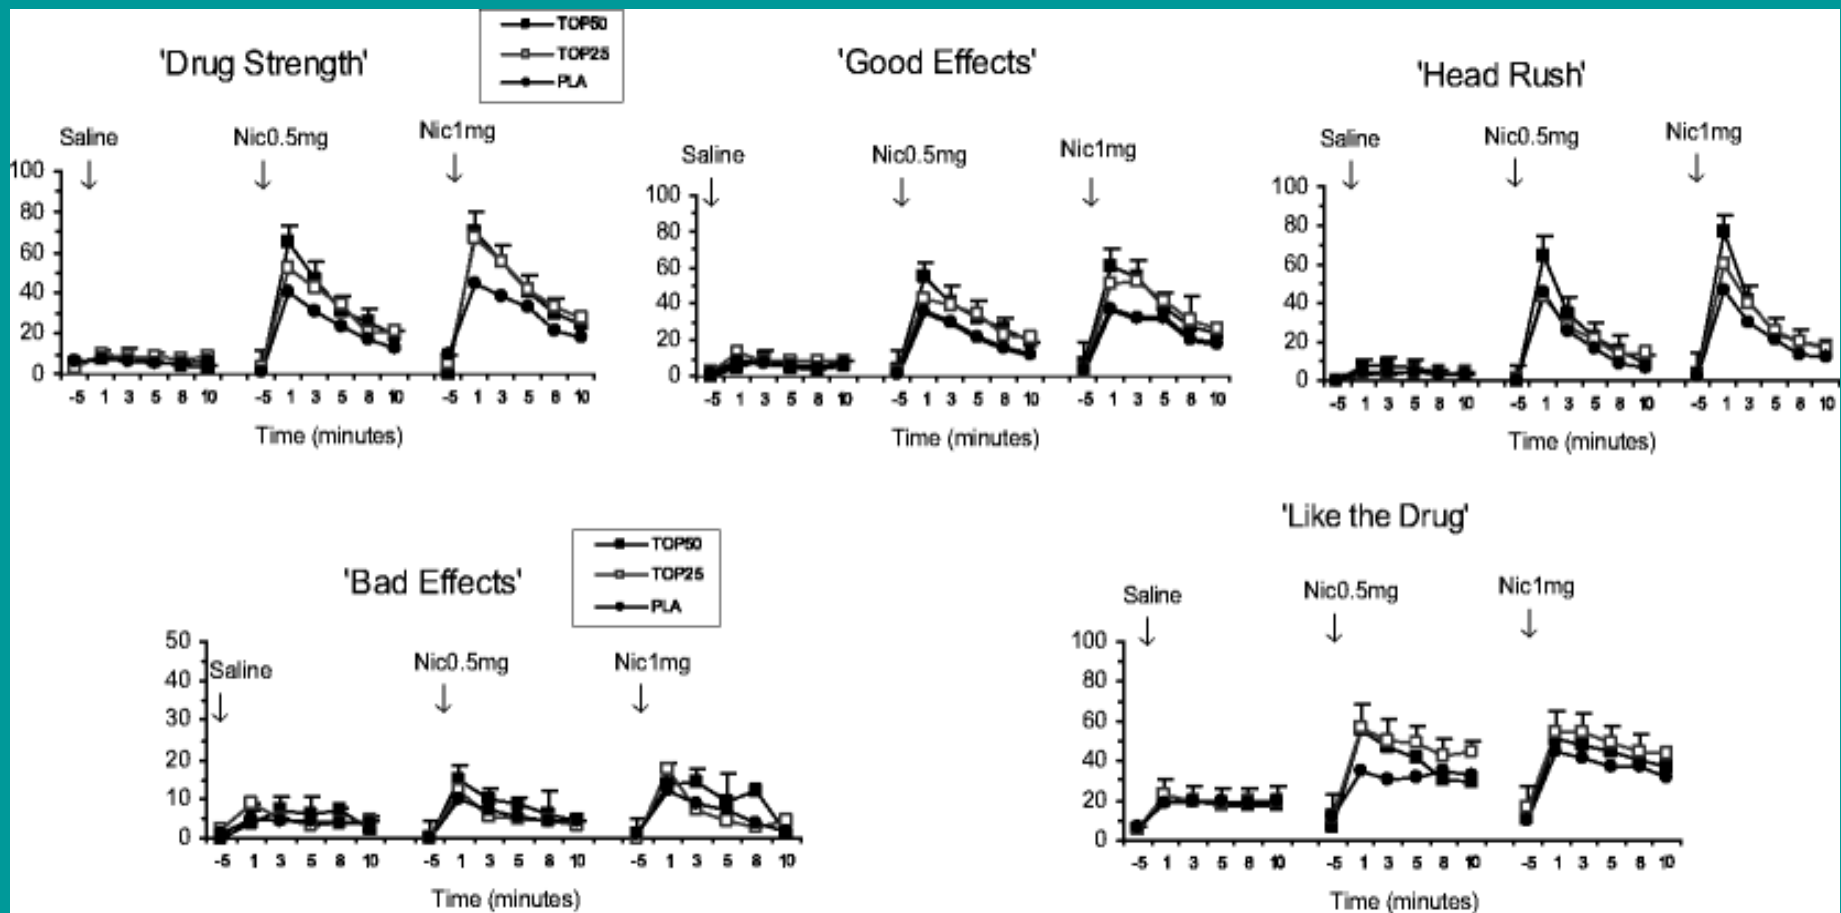 TOP50
TOP25
PLA
'Drug Strength'
Saline
Nic0.5mg
Nic1mg
100
80
60
40
20
0
-5 1 3 5 8 10 -5 1 3 5 8 10 -5 1 3 5 8 10
Time (minutes)
'Good Effects'
Saline
Nic0.5mg
Nic1mg
100
80
60
40
20
0
-5 1 3 5 8 10 -5 1 3 5 8 10 -5 1 3 5 8 10
Time (minutes)
'Head Rush'
Saline
Nic0.5mg
Nic1mg
100
80
60
40
20
0
-5 1 3 5 8 10 -5 1 3 5 8 10 -5 1 3 5 8 10
Time (minutes)
'Bad Effects'
TOP50
TOP25
PLA
Saline
Nic0.5mg
Nic1mg
50
40
30
20
10
0
-5 1 3 5 8 10 -5 1 3 5 8 10 -5 1 3 5 8 10
Time (minutes)
'Like the Drug'
Saline
Nic0.5mg
Nic1mg
100
80
60
40
20
0
-5 1 3 5 8 10 -5 1 3 5 8 10 -5 1 3 5 8 10
Time (minutes)